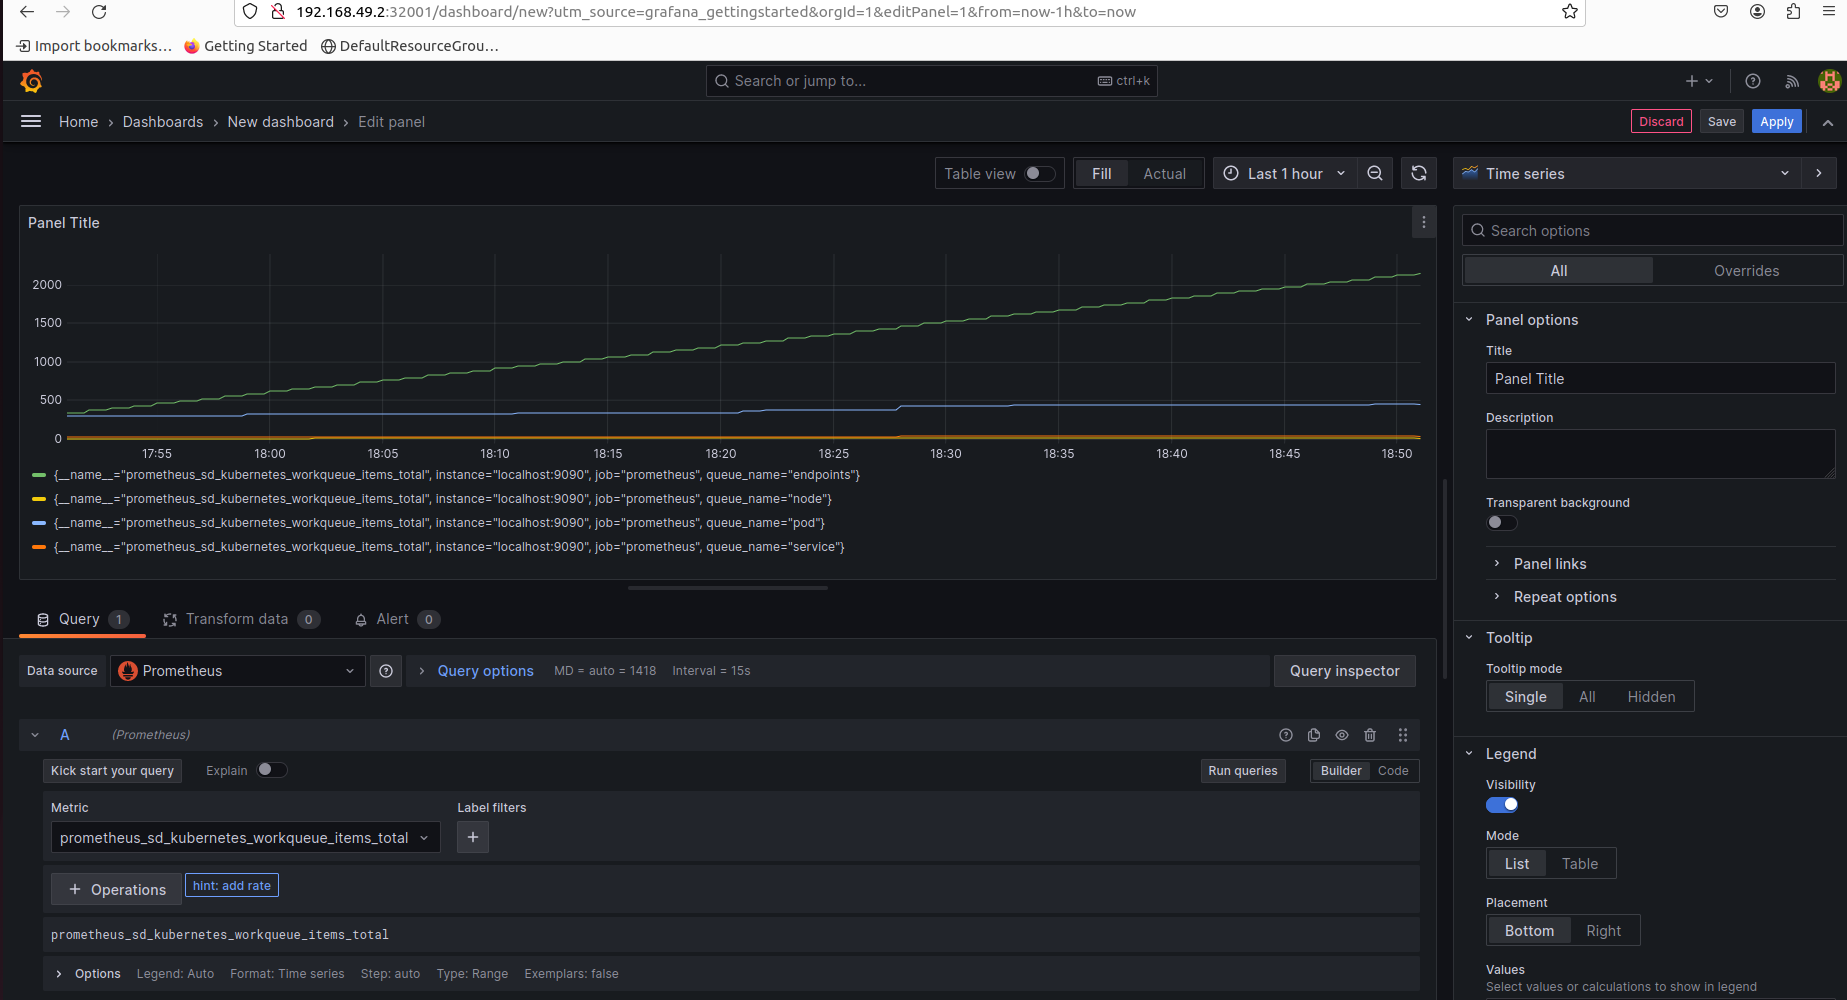 192.168.49.2:32001/dashboard/new?utm_source=grafana_gettingstarted&orgId=1&editPanel=1&from=now-1h&to=now
Import bookmarks... Getting Started DefaultResourceGrou...
Search or jump to... ctrl+k
Home › Dashboards › New dashboard › Edit panel Discard Save Apply
Table view Fill Actual Last 1 hour Time series
Panel Title
Search options
All Overrides
2000
1500
1000
500
0
17:55 18:00 18:05 18:10 18:15 18:20 18:25 18:30 18:35 18:40 18:45 18:50
{__name__="prometheus_sd_kubernetes_workqueue_items_total", instance="localhost:9090", job="prometheus", queue_name="endpoints"}
{__name__="prometheus_sd_kubernetes_workqueue_items_total", instance="localhost:9090", job="prometheus", queue_name="node"}
{__name__="prometheus_sd_kubernetes_workqueue_items_total", instance="localhost:9090", job="prometheus", queue_name="pod"}
{__name__="prometheus_sd_kubernetes_workqueue_items_total", instance="localhost:9090", job="prometheus", queue_name="service"}
Query 1 Transform data 0 Alert 0
Data source Prometheus Query options MD = auto = 1418 Interval = 15s Query inspector
A (Prometheus)
Kick start your query Explain Run queries Builder Code
Metric Label filters
prometheus_sd_kubernetes_workqueue_items_total +
+ Operations hint: add rate
prometheus_sd_kubernetes_workqueue_items_total
Options Legend: Auto Format: Time series Step: auto Type: Range Exemplars: false
Panel options
Title
Panel Title
Description
Transparent background
Panel links
Repeat options
Tooltip
Tooltip mode
Single All Hidden
Legend
Visibility
Mode
List Table
Placement
Bottom Right
Values
Select values or calculations to show in legend